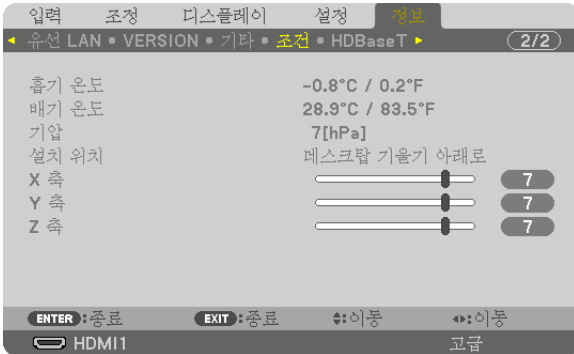 입력 조정 디스플레이 설정 정보
◀ 유선 LAN • VERSION • 기타 • 조건 • HDBaseT ▶ 2/2
흡기 온도 -0.8°C / 0.2°F
배기 온도 28.9°C / 83.5°F
기압 7[hPa]
설치 위치 데스크탑 기울기 아래로
X 축 7
Y 축 7
Z 축 7
ENTER:종료 EXIT:종료 :이동 :이동
HDMI1 고급